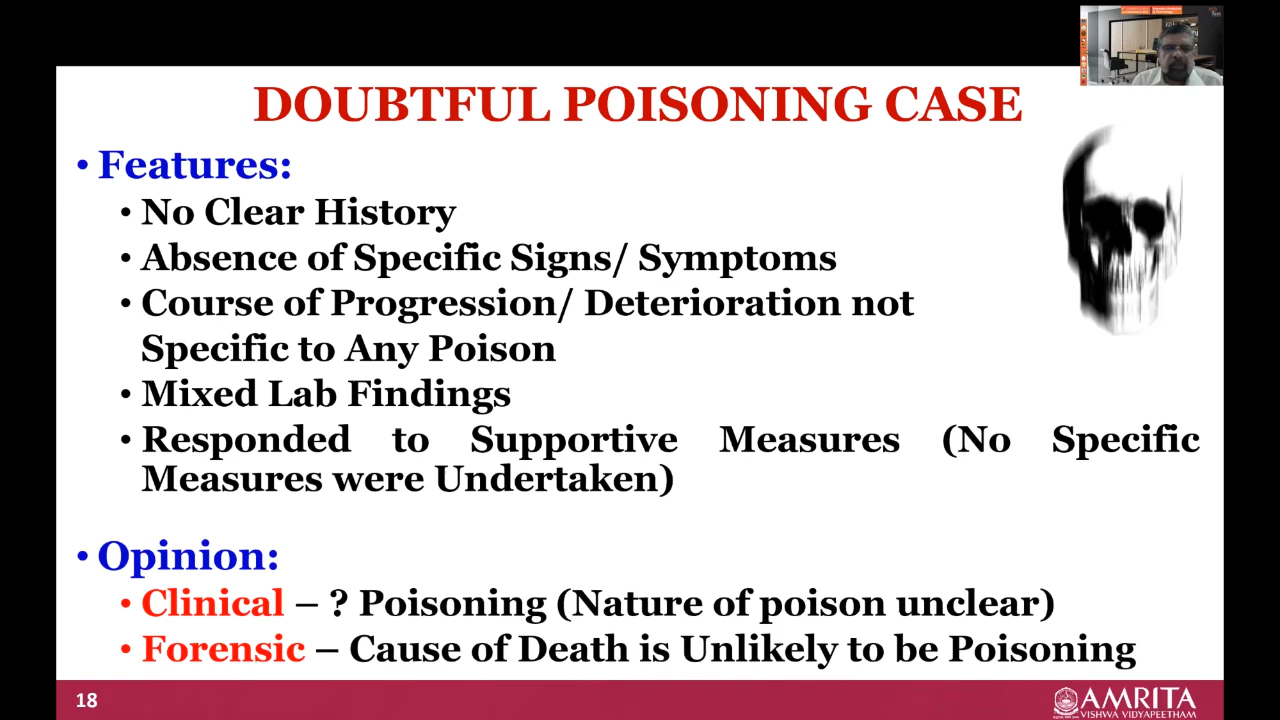 DOUBTFUL POISONING CASE
• Features:
• No Clear History
• Absence of Specific Signs/ Symptoms
• Course of Progression/ Deterioration not
Specific to Any Poison
• Mixed Lab Findings
• Responded to Supportive Measures (No Specific
Measures were Undertaken)
• Opinion:
• Clinical – ? Poisoning (Nature of poison unclear)
• Forensic – Cause of Death is Unlikely to be Poisoning
18
AMRITA
VISHWA VIDYAPEETHAM